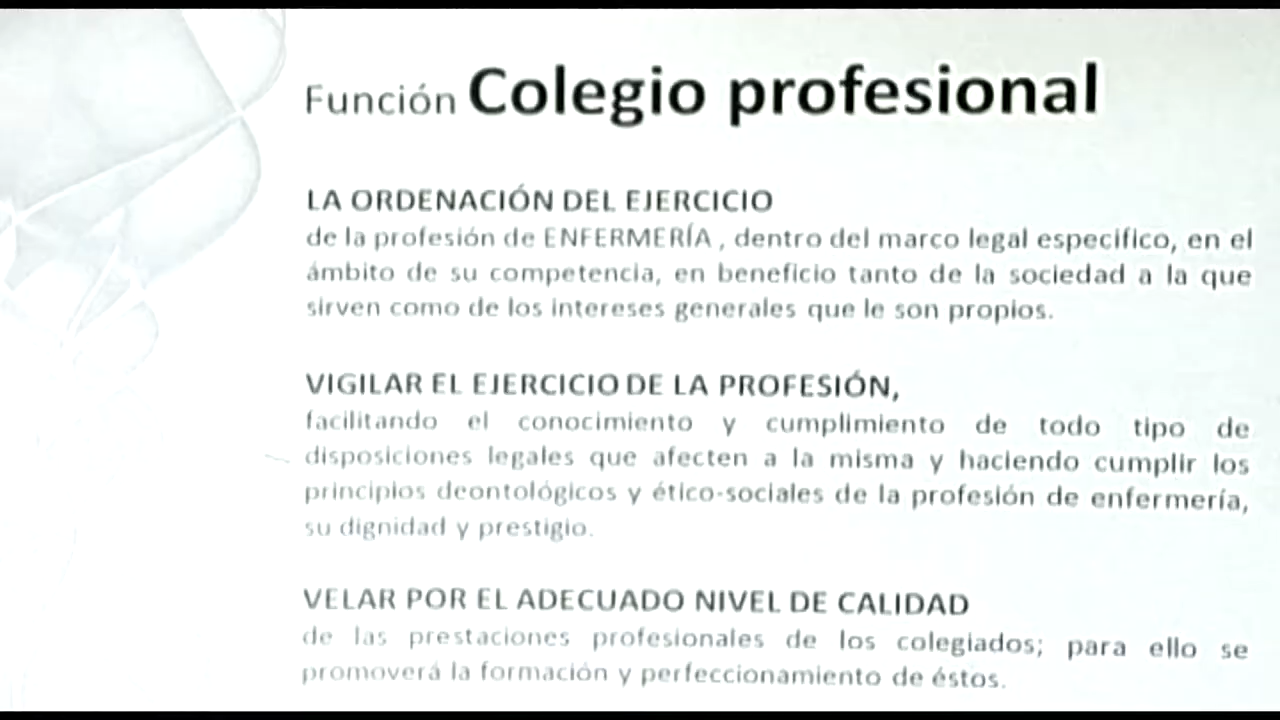 Función Colegio profesional
LA ORDENACIÓN DEL EJERCICIO
de la profesión de ENFERMERÍA , dentro del marco legal especifico, en el
ámbito de su competencia, en beneficio tanto de la sociedad a la que
sirven como de los intereses generales que le son propios.
VIGILAR EL EJERCICIO DE LA PROFESIÓN,
facilitando el conocimiento y cumplimiento de todo tipo de
disposiciones legales que afecten a la misma y haciendo cumplir los
principios deontológicos y ético-sociales de la profesión de enfermería,
su dignidad y prestigio.
VELAR POR EL ADECUADO NIVEL DE CALIDAD
de las prestaciones profesionales de los colegiados; para ello se
promoverá la formación y perfeccionamiento de éstos.